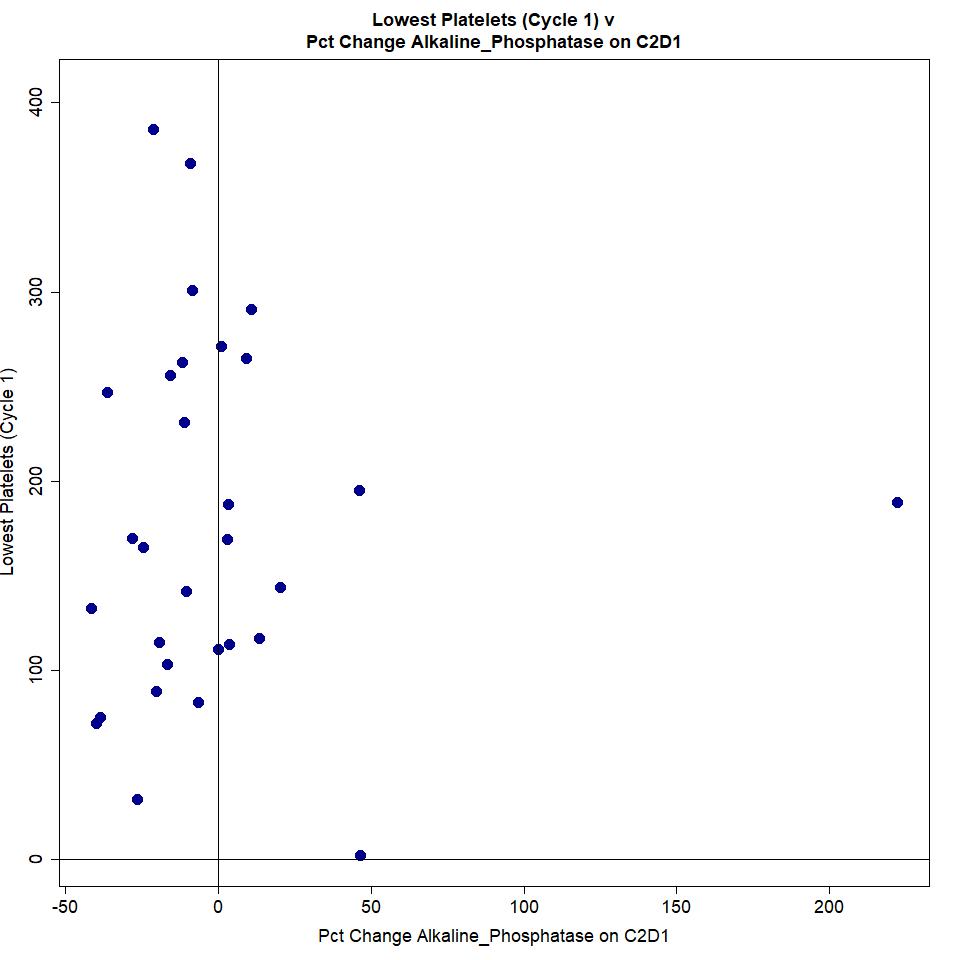 Lowest Platelets (Cycle 1) v
Pct Change Alkaline_Phosphatase on C2D1
Lowest Platelets (Cycle 1)
400
300
200
100
0
-50 0 50 100 150 200
Pct Change Alkaline_Phosphatase on C2D1